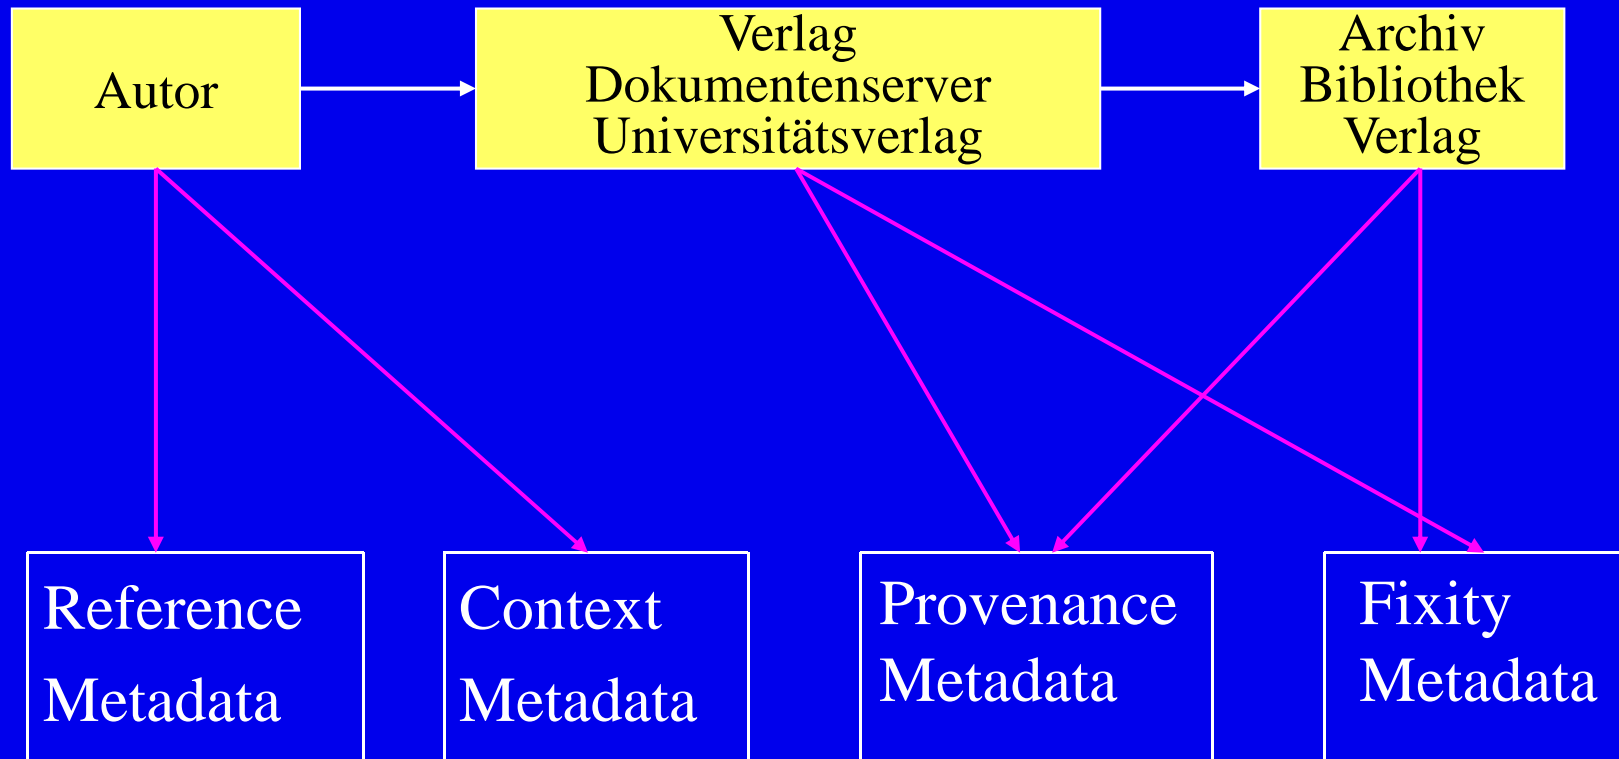 Autor
Verlag
Dokumentenserver
Universitätsverlag
Archiv
Bibliothek
Verlag
Reference
Metadata
Context
Metadata
Provenance
Metadata
Fixity
Metadata